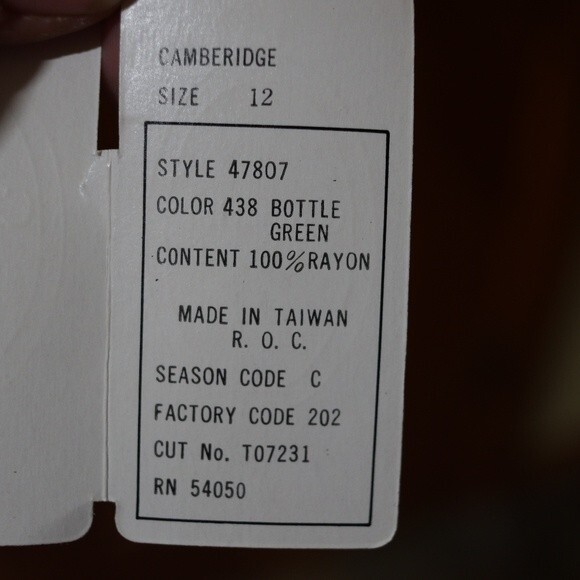 CAMBERIDGE
SIZE 12
STYLE 47807
COLOR 438 BOTTLE
GREEN
CONTENT 100% RAYON
MADE IN TAIWAN
R. O. C.
SEASON CODE C
FACTORY CODE 202
CUT No. T07231
RN 54050